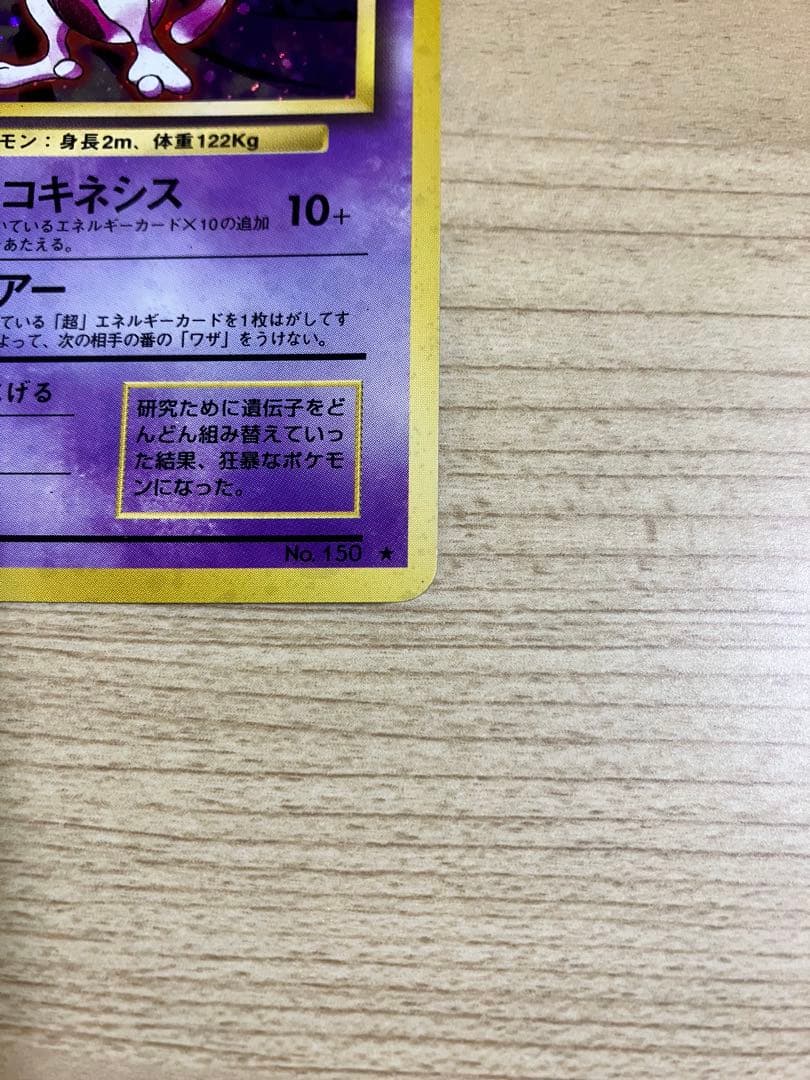 モン：身長2m、体重122Kg
コキネシス 10+
いているエネルギーカード×10の追加
をあたえる。
アー
ている「超」エネルギーカードを1枚はがしてす
よって、次の相手の番の「ワザ」をうけない。
げる
研究ために遺伝子をど
んどん組み替えていっ
た結果、狂暴なポケモ
ンになった。
No. 150 ★